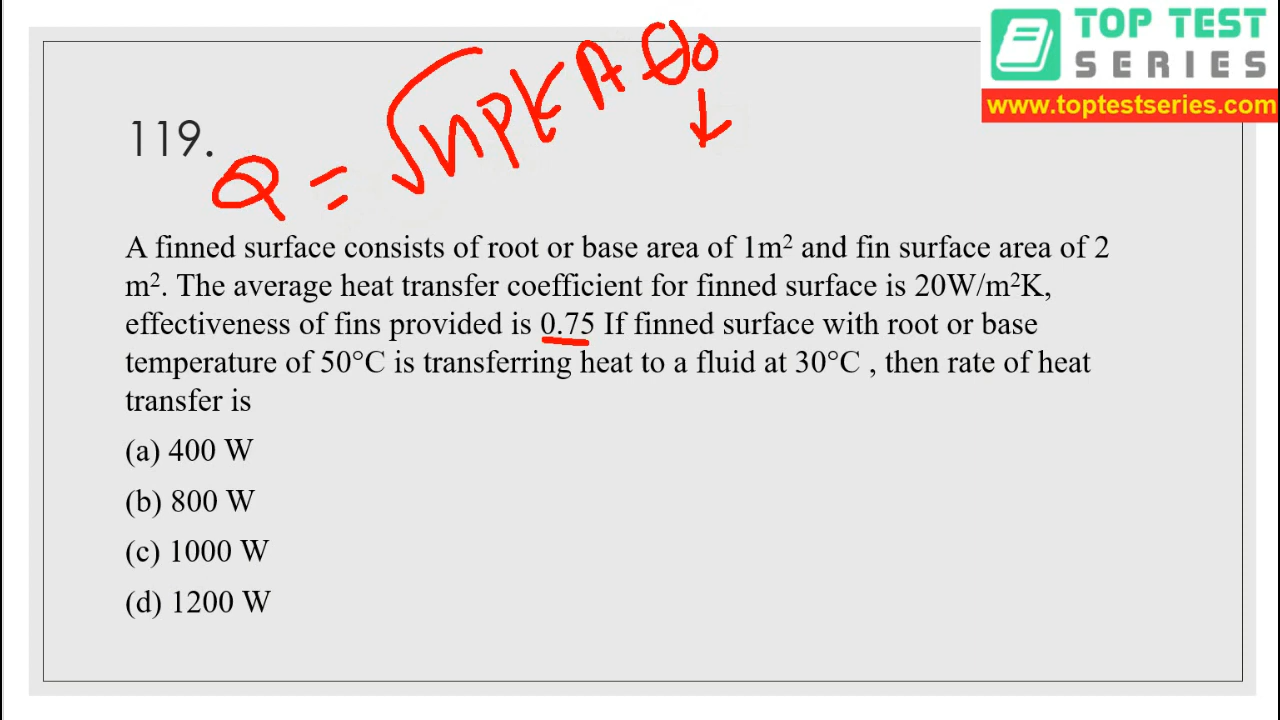 TOP TEST
SERIES
www.toptestseries.com
119.
Q = √hpkA θ₀
A finned surface consists of root or base area of 1m² and fin surface area of 2
m². The average heat transfer coefficient for finned surface is 20W/m²K,
effectiveness of fins provided is 0.75 If finned surface with root or base
temperature of 50°C is transferring heat to a fluid at 30°C , then rate of heat
transfer is
(a) 400 W
(b) 800 W
(c) 1000 W
(d) 1200 W